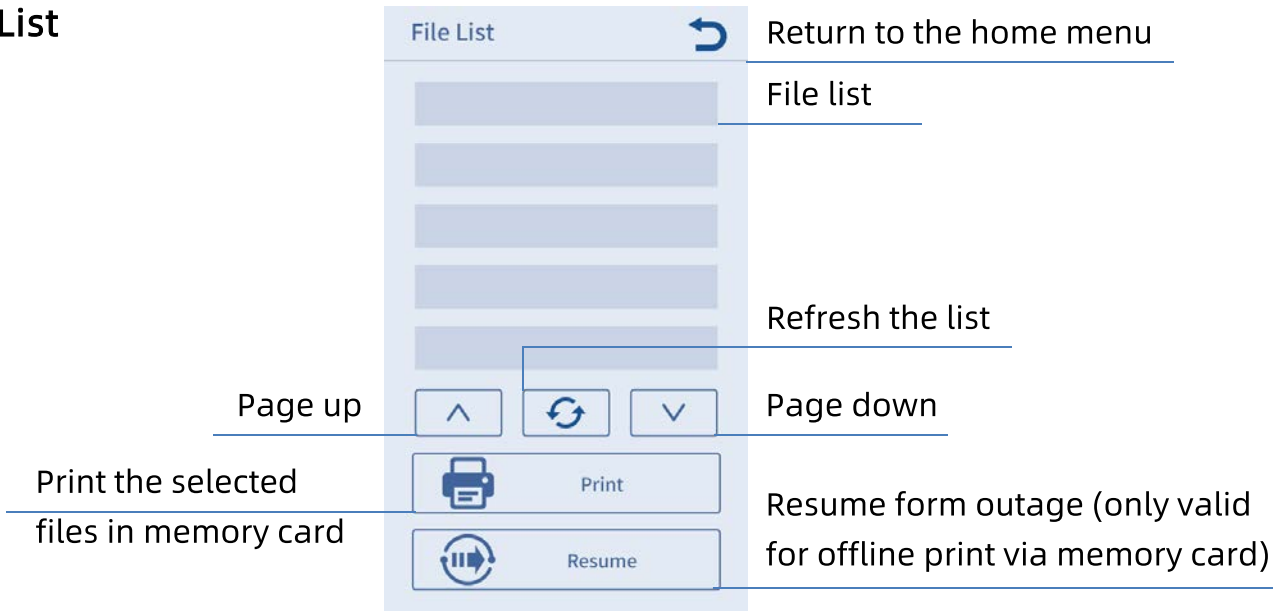 List
File List
Return to the home menu
File list
Refresh the list
Page up
Page down
Print the selected
files in memory card
Print
Resume form outage (only valid
for offline print via memory card)
Resume